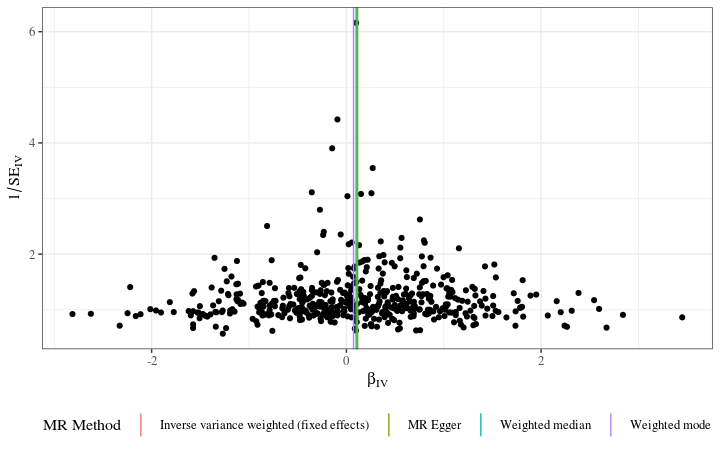 6
4
2
1/SE_IV
-2 0 2
β_IV
MR Method Inverse variance weighted (fixed effects) MR Egger Weighted median Weighted mode